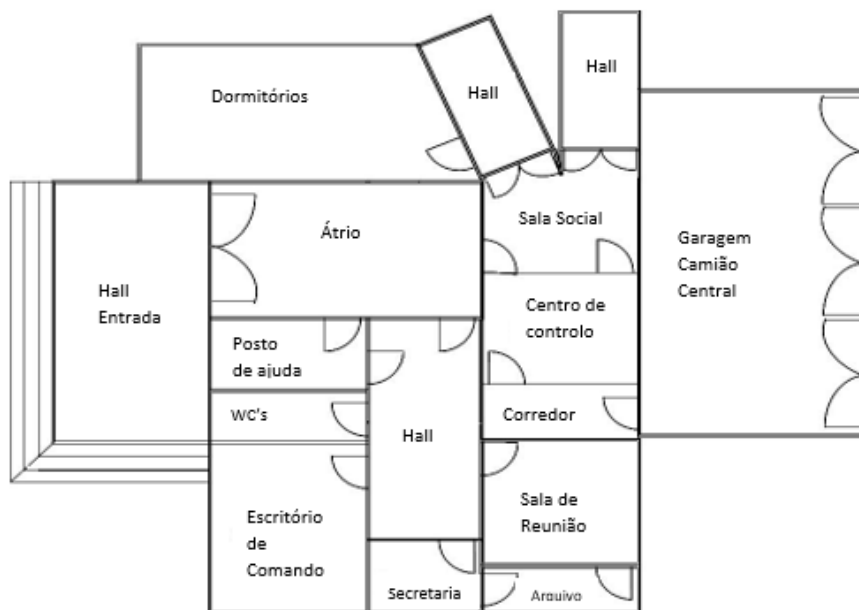 Dormitórios
Hall
Hall
Hall
Entrada
Átrio
Sala Social
Garagem
Camião
Central
Posto
de ajuda
Centro de
controlo
WC's
Hall
Corredor
Escritório
de
Comando
Sala de
Reunião
Secretaria
Arquivo